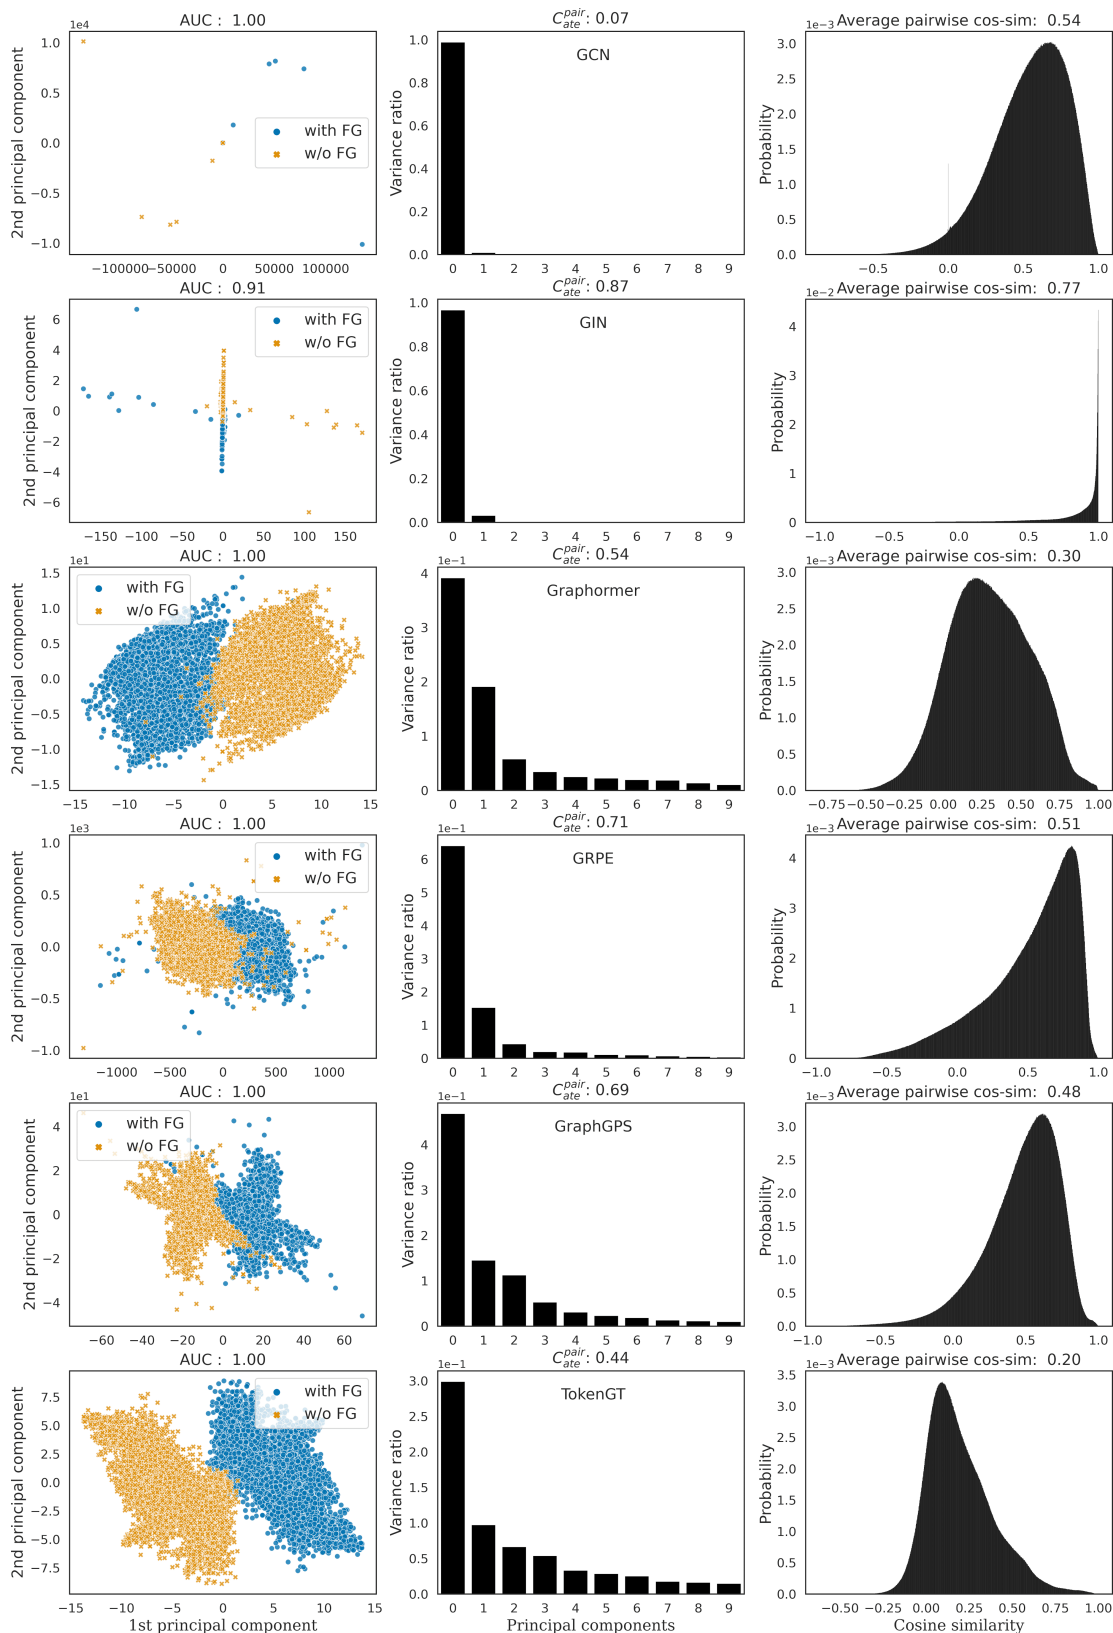 AUC : 1.00
1e4
2nd principal component
1.0
0.5
0.0
−0.5
−1.0
with FG
w/o FG
−100000 −50000 0 50000 100000
C_ate^pair: 0.07
Variance ratio
1.0
0.8
0.6
0.4
0.2
0.0
GCN
0 1 2 3 4 5 6 7 8 9
Average pairwise cos-sim: 0.54
1e−3
Probability
3.0
2.5
2.0
1.5
1.0
0.5
0.0
−0.5 0.0 0.5 1.0
AUC : 0.91
2nd principal component
6
4
2
0
−2
−4
−6
with FG
w/o FG
−150 −100 −50 0 50 100 150
C_ate^pair: 0.87
Variance ratio
1.0
0.8
0.6
0.4
0.2
0.0
GIN
0 1 2 3 4 5 6 7 8 9
Average pairwise cos-sim: 0.77
1e−2
Probability
4
3
2
1
0
−1.0 −0.5 0.0 0.5 1.0
AUC : 1.00
1e1
2nd principal component
1.5
1.0
0.5
0.0
−0.5
−1.0
−1.5
with FG
w/o FG
−15 −10 −5 0 5 10 15
C_ate^pair: 0.54
1e−1
Variance ratio
4
3
2
1
0
Graphormer
0 1 2 3 4 5 6 7 8 9
Average pairwise cos-sim: 0.30
1e−3
Probability
3.0
2.5
2.0
1.5
1.0
0.5
0.0
−0.75 −0.50 −0.25 0.00 0.25 0.50 0.75 1.00
AUC : 1.00
1e3
2nd principal component
1.0
0.5
0.0
−0.5
−1.0
with FG
w/o FG
−1000 −500 0 500 1000
C_ate^pair: 0.71
1e−1
Variance ratio
6
5
4
3
2
1
0
GRPE
0 1 2 3 4 5 6 7 8 9
Average pairwise cos-sim: 0.51
1e−3
Probability
4
3
2
1
0
−1.0 −0.5 0.0 0.5 1.0
AUC : 1.00
1e1
2nd principal component
4
2
0
−2
−4
with FG
w/o FG
−60 −40 −20 0 20 40 60
C_ate^pair: 0.69
1e−1
Variance ratio
4
3
2
1
0
GraphGPS
0 1 2 3 4 5 6 7 8 9
Average pairwise cos-sim: 0.48
1e−3
Probability
3.0
2.5
2.0
1.5
1.0
0.5
0.0
−1.0 −0.5 0.0 0.5 1.0
AUC : 1.00
2nd principal component
7.5
5.0
2.5
0.0
−2.5
−5.0
−7.5
with FG
w/o FG
−15 −10 −5 0 5 10 15
1st principal component
C_ate^pair: 0.44
1e−1
Variance ratio
3.0
2.5
2.0
1.5
1.0
0.5
0.0
TokenGT
0 1 2 3 4 5 6 7 8 9
Principal components
Average pairwise cos-sim: 0.20
1e−3
Probability
3.5
3.0
2.5
2.0
1.5
1.0
0.5
0.0
−0.50 −0.25 0.00 0.25 0.50 0.75 1.00
Cosine similarity